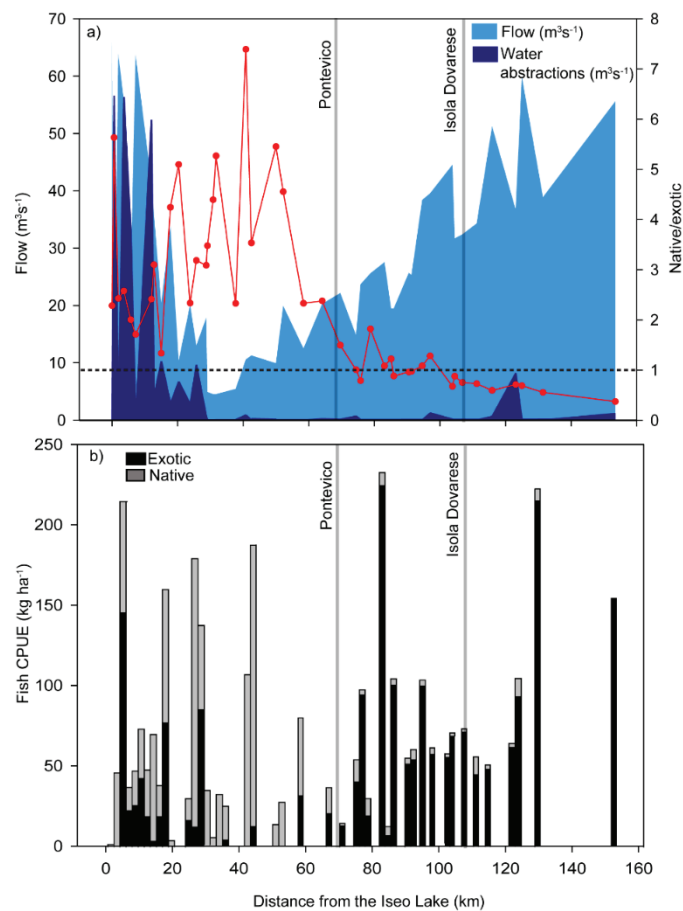 a)
Flow (m³s⁻¹)
Water
abstractions (m³s⁻¹)
Pontevico
Isola Dovarese
70
60
50
40
30
20
10
0
Flow (m³s⁻¹)
8
7
6
5
4
3
2
1
0
Native/exotic
b)
Exotic
Native
Pontevico
Isola Dovarese
250
200
150
100
50
0
Fish CPUE (kg ha⁻¹)
0 20 40 60 80 100 120 140 160
Distance from the Iseo Lake (km)